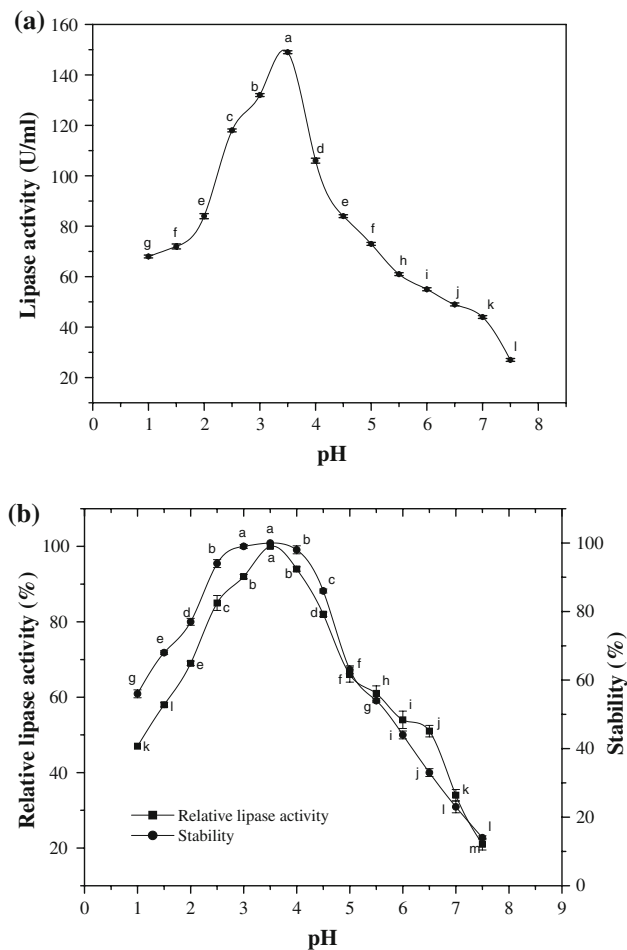 (a)
160
140
120
100
80
60
40
20
Lipase activity (U/ml)
g
f
e
c
b
a
d
e
f
h
i
j
k
l
0 1 2 3 4 5 6 7 8
pH
(b)
100
80
60
40
20
Relative lipase activity (%)
100
80
60
40
20
0
Stability (%)
g
e
d
b
a
a
b
c
f
g
i
j
l
l
k
l
e
c
b
a
b
d
f
h
i
j
k
m
Relative lipase activity
Stability
0 1 2 3 4 5 6 7 8 9
pH